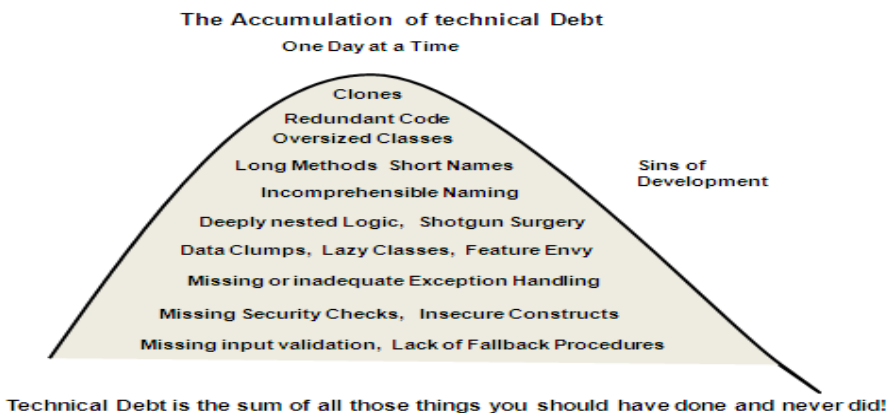 The Accumulation of technical Debt
One Day at a Time
Clones
Redundant Code
Oversized Classes
Long Methods Short Names
Sins of
Development
Incomprehensible Naming
Deeply nested Logic, Shotgun Surgery
Data Clumps, Lazy Classes, Feature Envy
Missing or inadequate Exception Handling
Missing Security Checks, Insecure Constructs
Missing input validation, Lack of Fallback Procedures
Technical Debt is the sum of all those things you should have done and never did!